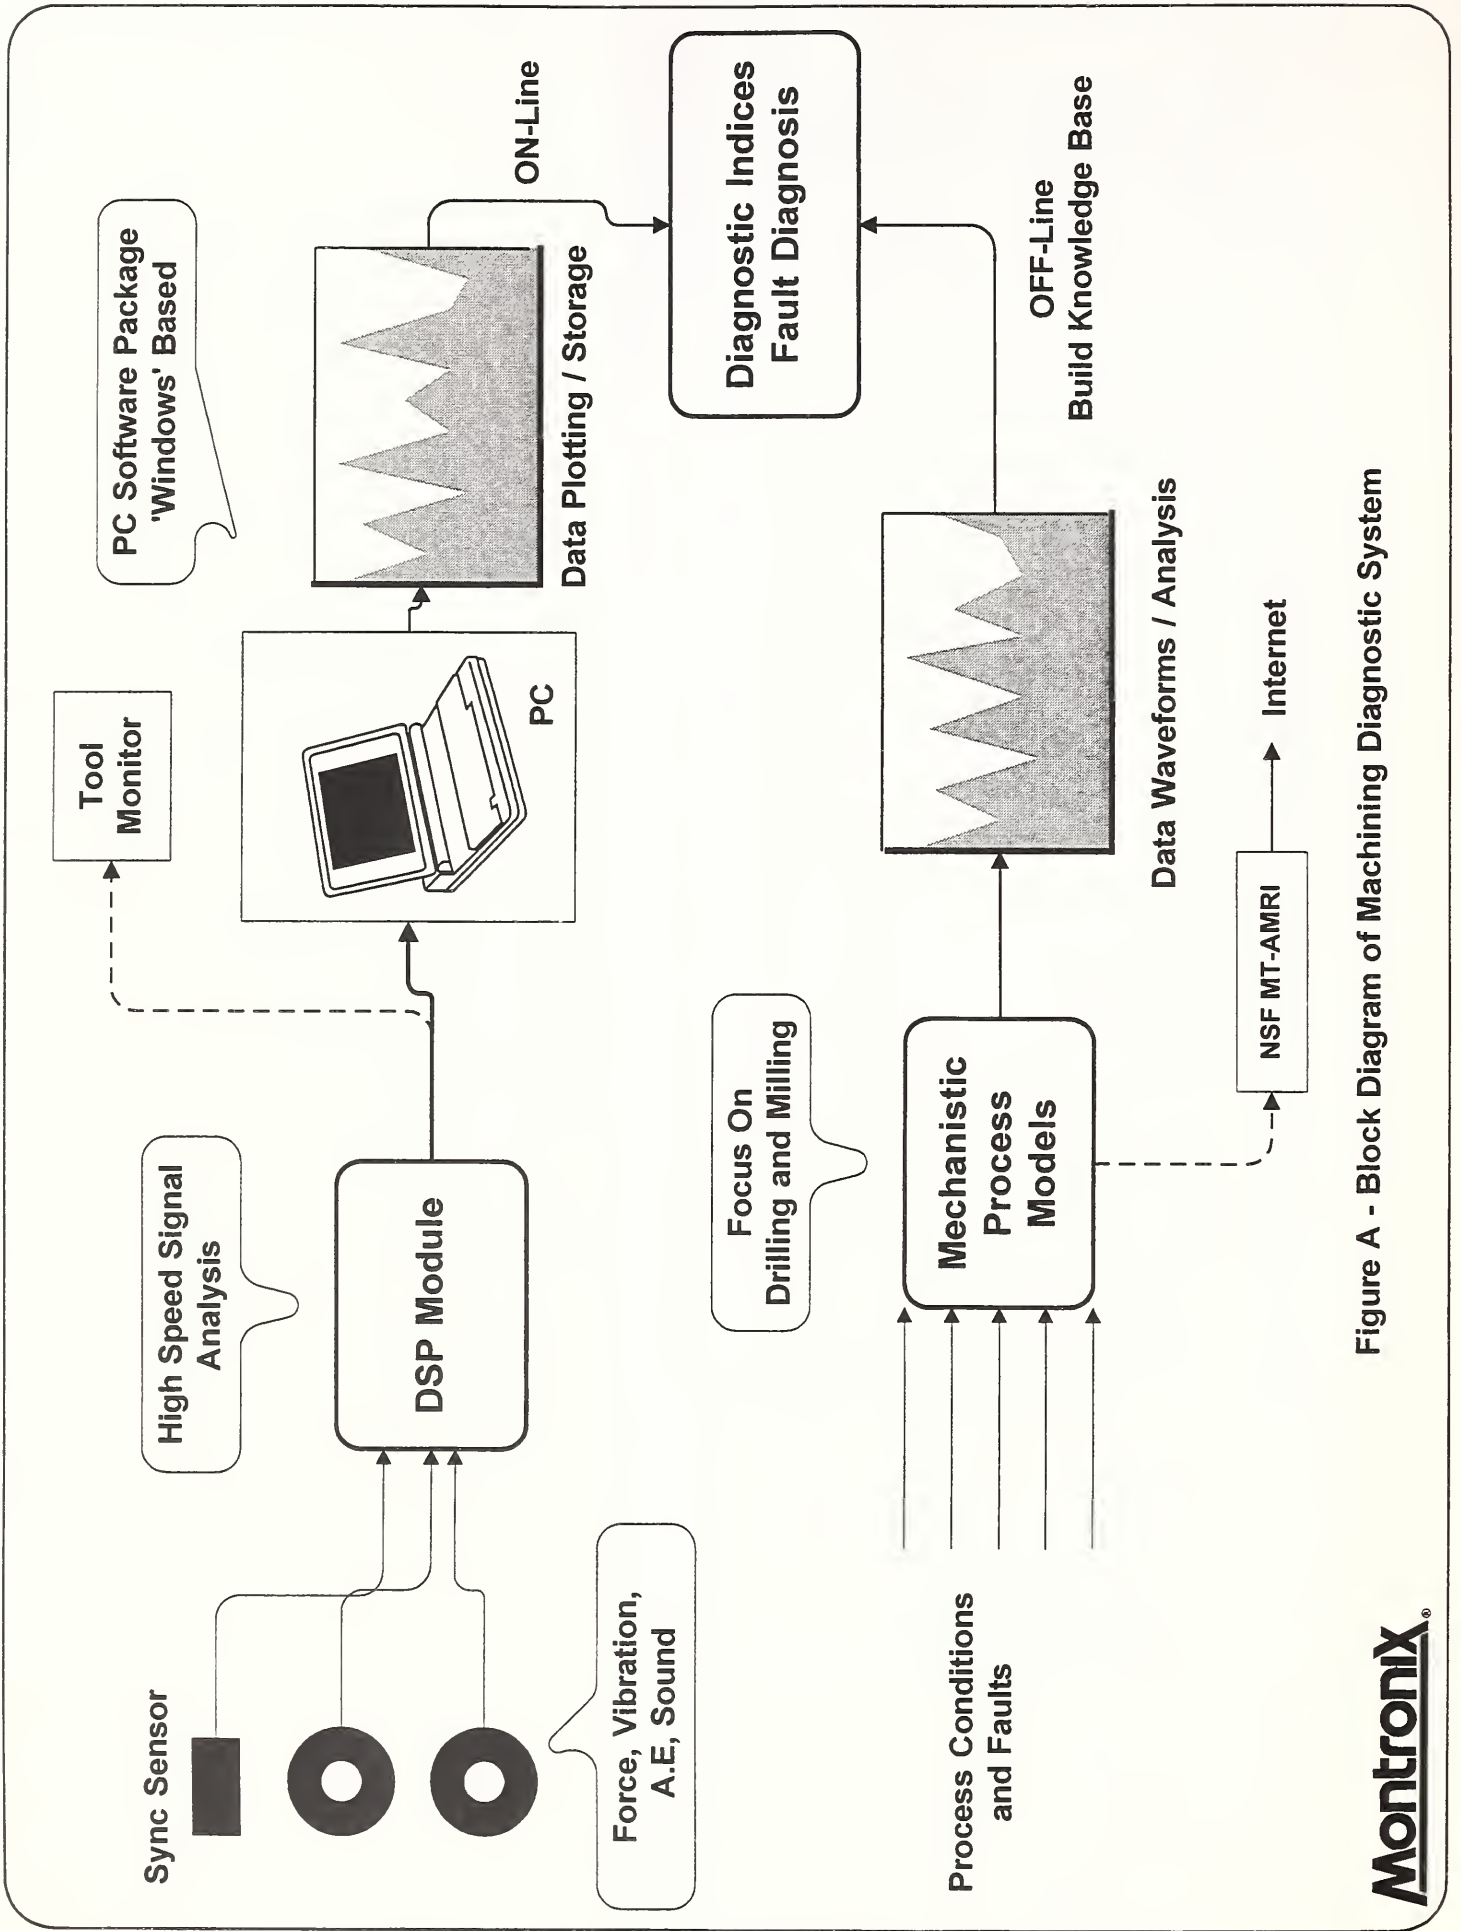 Sync Sensor
Force, Vibration,
A.E, Sound
High Speed Signal
Analysis
DSP Module
Tool
Monitor
PC
PC Software Package
'Windows' Based
Data Plotting / Storage
ON-Line
Diagnostic Indices
Fault Diagnosis
Process Conditions
and Faults
Focus On
Drilling and Milling
Mechanistic
Process
Models
Data Waveforms / Analysis
OFF-Line
Build Knowledge Base
NSF MT-AMRI
Internet
Figure A - Block Diagram of Machining Diagnostic System
MontroniX®